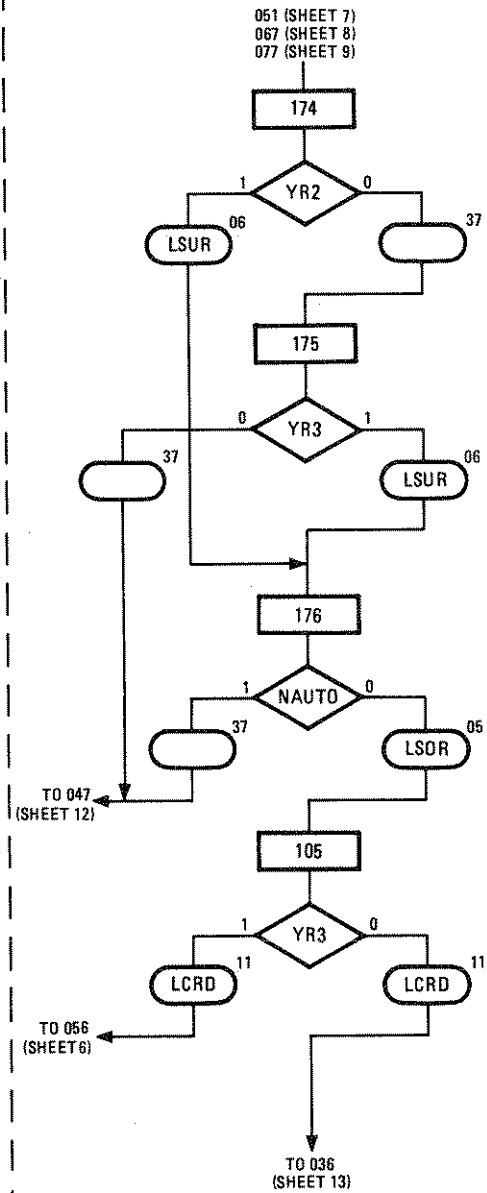 051 (SHEET 7)
067 (SHEET 8)
077 (SHEET 9)
174
1 YR2 0
LSUR 06
37
175
0 YR3 1
37
LSUR 06
176
1 NAUTO 0
37
LSOR 05
TO 047
(SHEET 12)
105
1 YR3 0
LCRD 11
LCRD 11
TO 056
(SHEET 6)
TO 036
(SHEET 13)